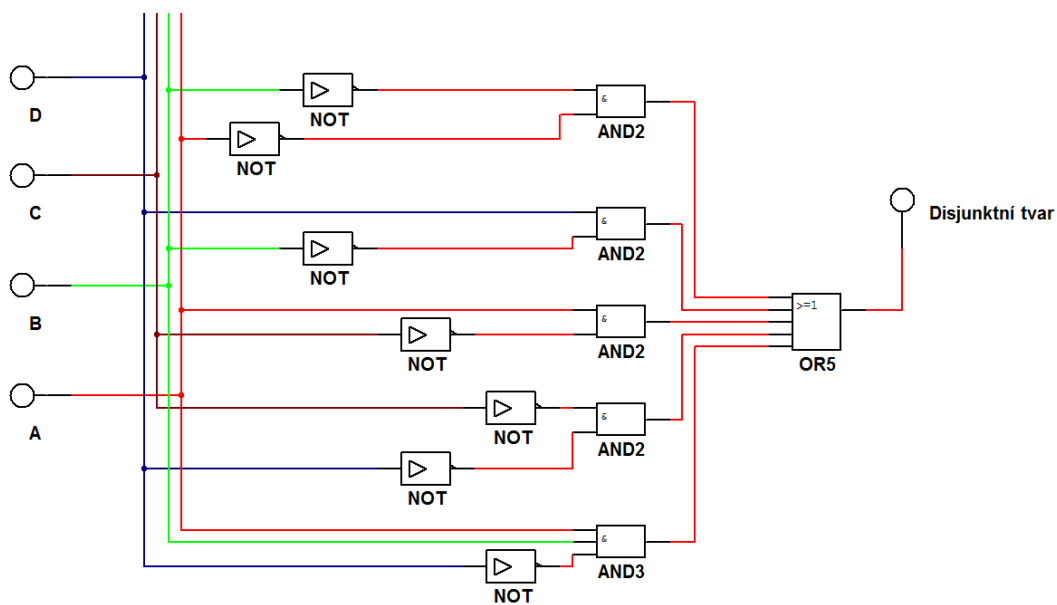 D
NOT
&
AND2
NOT
C
Disjunktní tvar
&
AND2
NOT
B
>=1
&
AND2
NOT
OR5
A
&
AND2
NOT
NOT
&
AND3
NOT